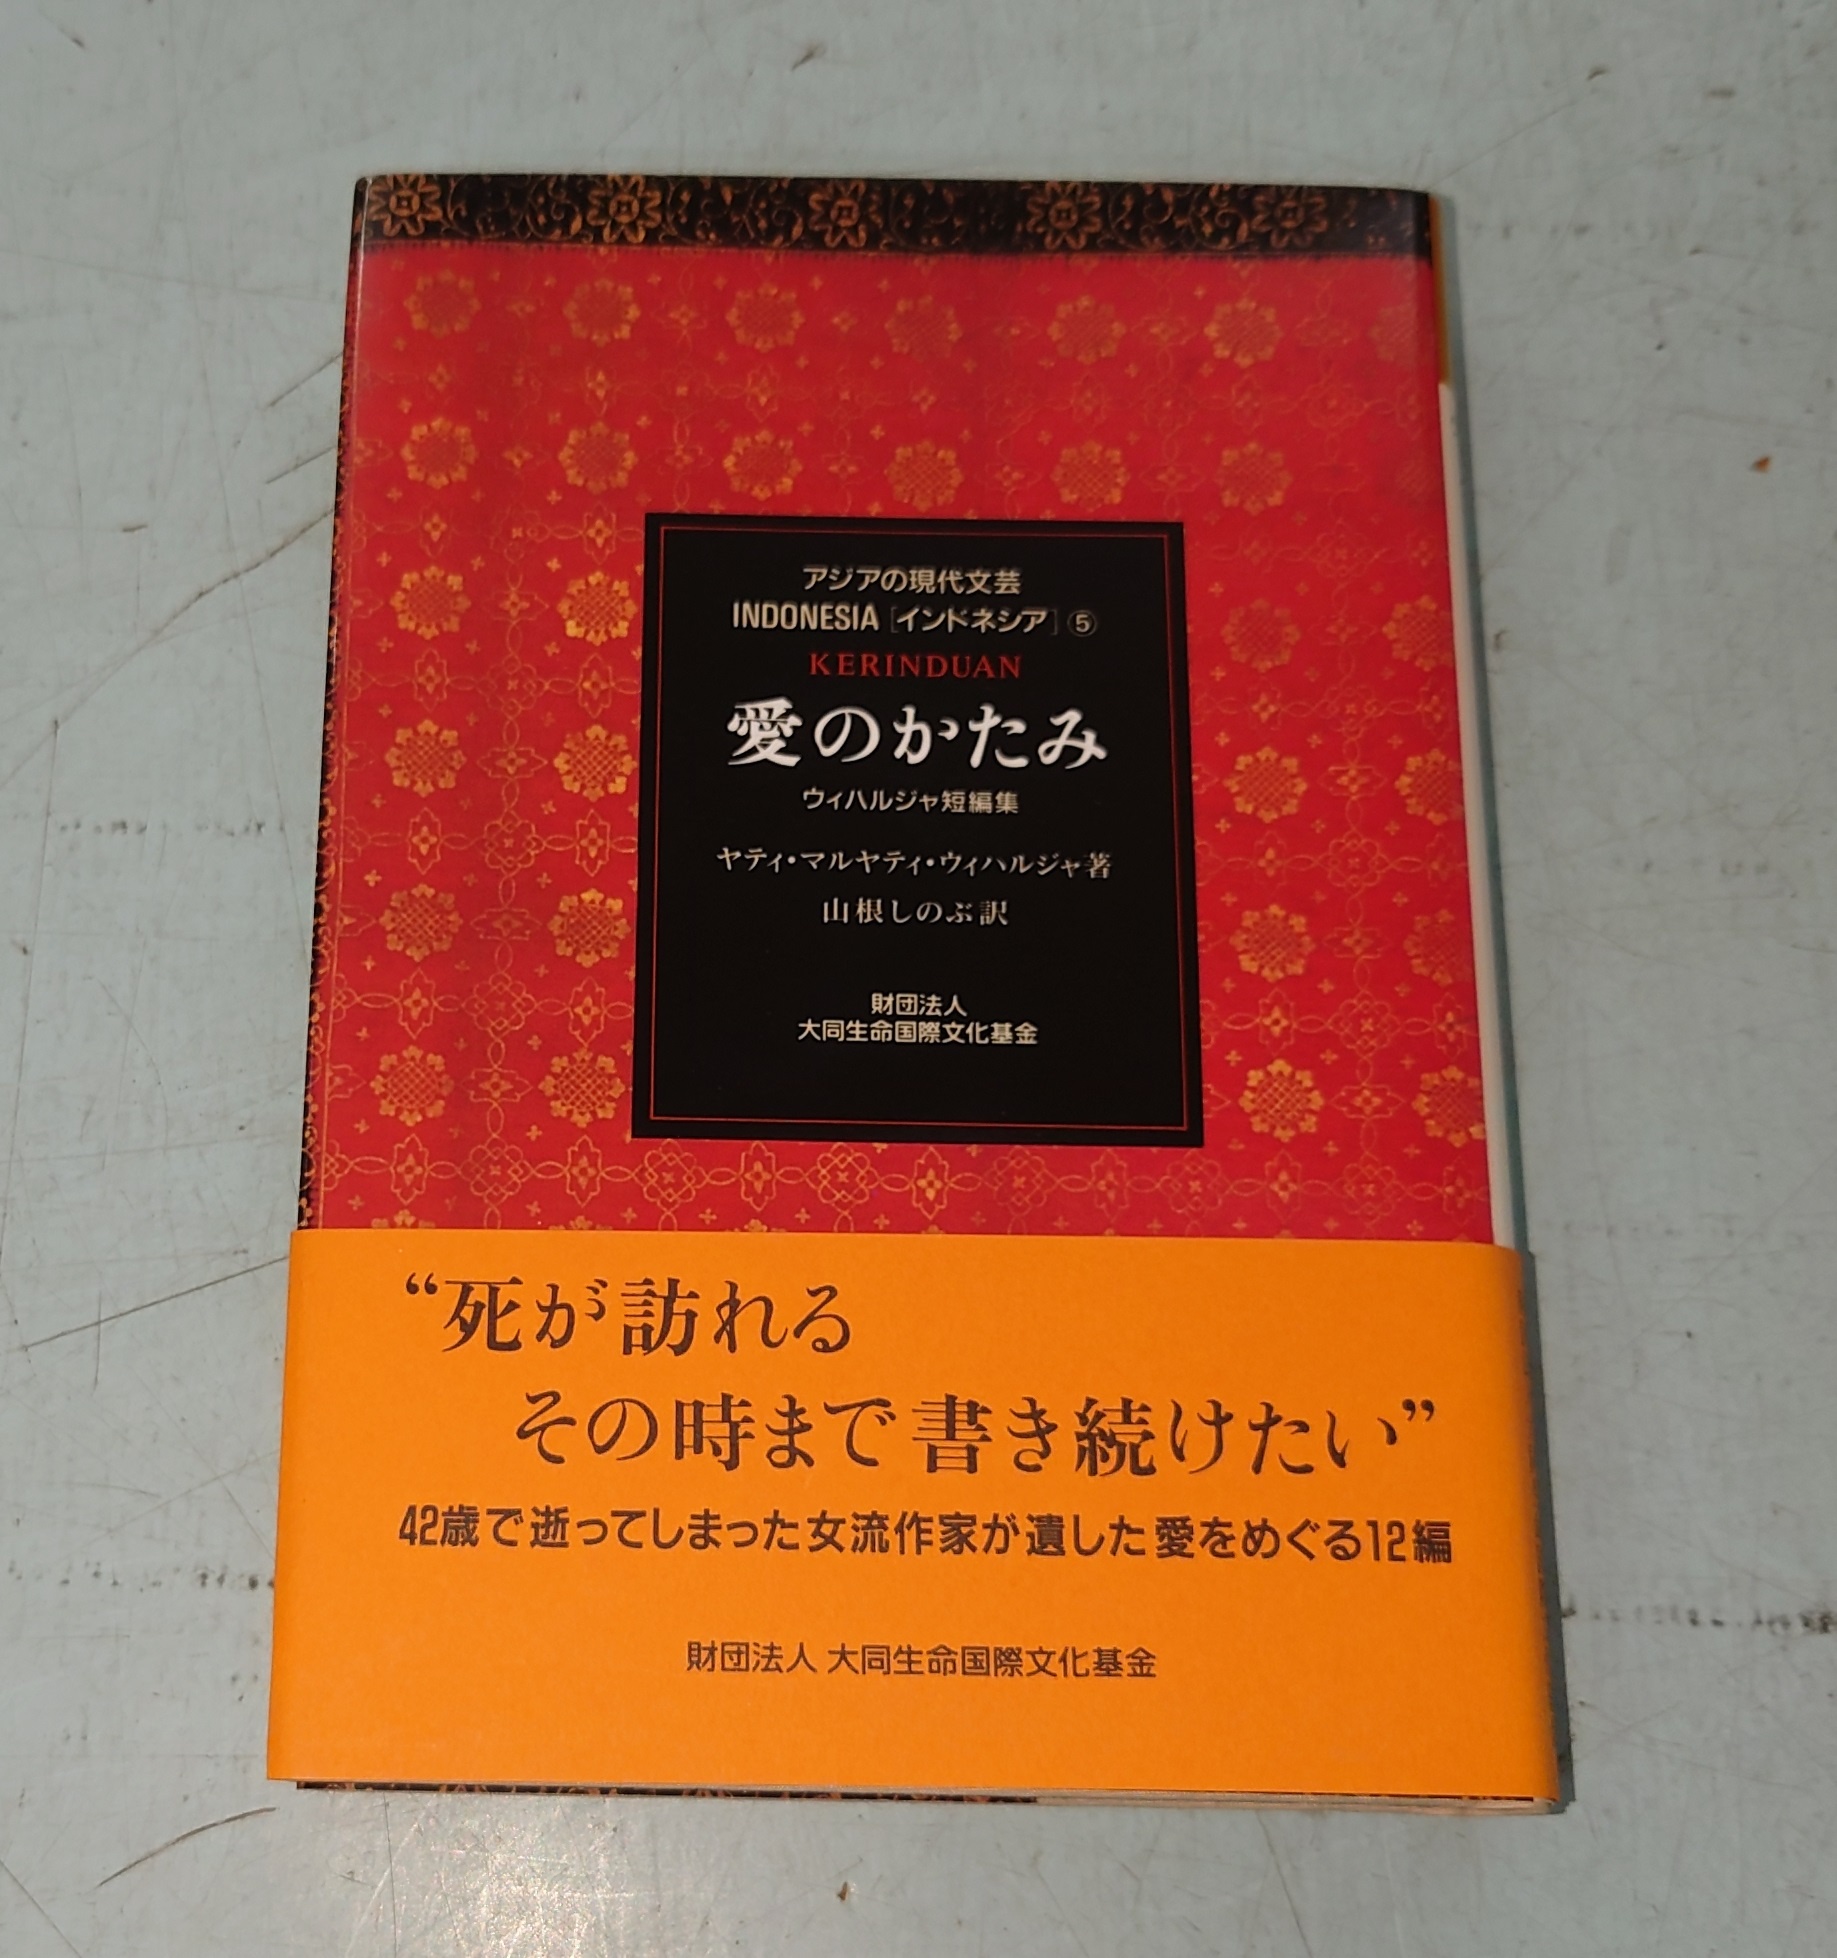 アジアの現代文芸
INDONESIA [インドネシア] ⑤
KERINDUAN
愛のかたみ
ウィハルジャ短編集
ヤティ・マルヤティ・ウィハルジャ著
山根しのぶ訳
財団法人
大同生命国際文化基金
“死が訪れる
その時まで書き続けたい”
42歳で逝ってしまった女流作家が遺した愛をめぐる12編
財団法人 大同生命国際文化基金